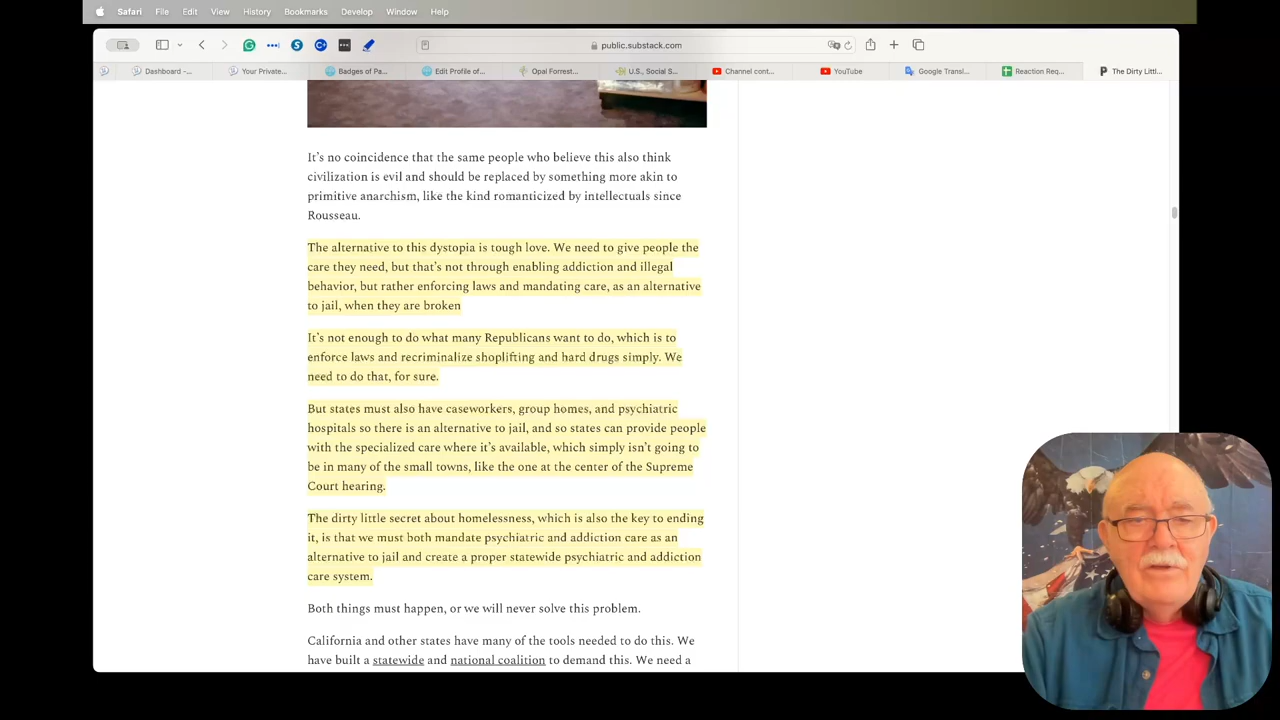 Safari File Edit View History Bookmarks Develop Window Help
public.substack.com
Dashboard -...
Your Private...
Badges of Pa...
Edit Profile of...
Opal Forrest...
U.S., Social S...
Channel cont...
YouTube
Google Transl...
Reaction Req...
The Dirty Littl...
It's no coincidence that the same people who believe this also think
civilization is evil and should be replaced by something more akin to
primitive anarchism, like the kind romanticized by intellectuals since
Rousseau.
The alternative to this dystopia is tough love. We need to give people the
care they need, but that's not through enabling addiction and illegal
behavior, but rather enforcing laws and mandating care, as an alternative
to jail, when they are broken
It's not enough to do what many Republicans want to do, which is to
enforce laws and recriminalize shoplifting and hard drugs simply. We
need to do that, for sure.
But states must also have caseworkers, group homes, and psychiatric
hospitals so there is an alternative to jail, and so states can provide people
with the specialized care where it's available, which simply isn't going to
be in many of the small towns, like the one at the center of the Supreme
Court hearing.
The dirty little secret about homelessness, which is also the key to ending
it, is that we must both mandate psychiatric and addiction care as an
alternative to jail and create a proper statewide psychiatric and addiction
care system.
Both things must happen, or we will never solve this problem.
California and other states have many of the tools needed to do this. We
have built a statewide and national coalition to demand this. We need a